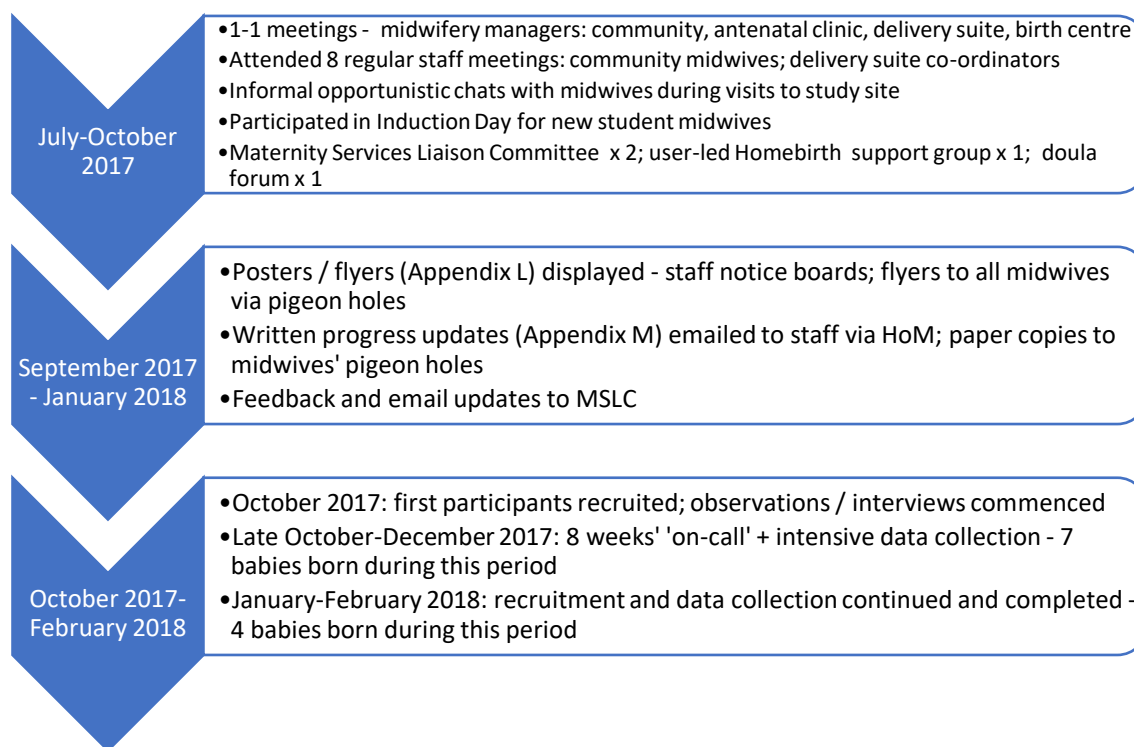 July-October
2017
•1-1 meetings - midwifery managers: community, antenatal clinic, delivery suite, birth centre
•Attended 8 regular staff meetings: community midwives; delivery suite co-ordinators
•Informal opportunistic chats with midwives during visits to study site
•Participated in Induction Day for new student midwives
•Maternity Services Liaison Committee x 2; user-led Homebirth support group x 1; doula
forum x 1
September 2017
- January 2018
•Posters / flyers (Appendix L) displayed - staff notice boards; flyers to all midwives
via pigeon holes
•Written progress updates (Appendix M) emailed to staff via HoM; paper copies to
midwives' pigeon holes
•Feedback and email updates to MSLC
October 2017-
February 2018
•October 2017: first participants recruited; observations / interviews commenced
•Late October-December 2017: 8 weeks' 'on-call' + intensive data collection - 7
babies born during this period
•January-February 2018: recruitment and data collection continued and completed -
4 babies born during this period